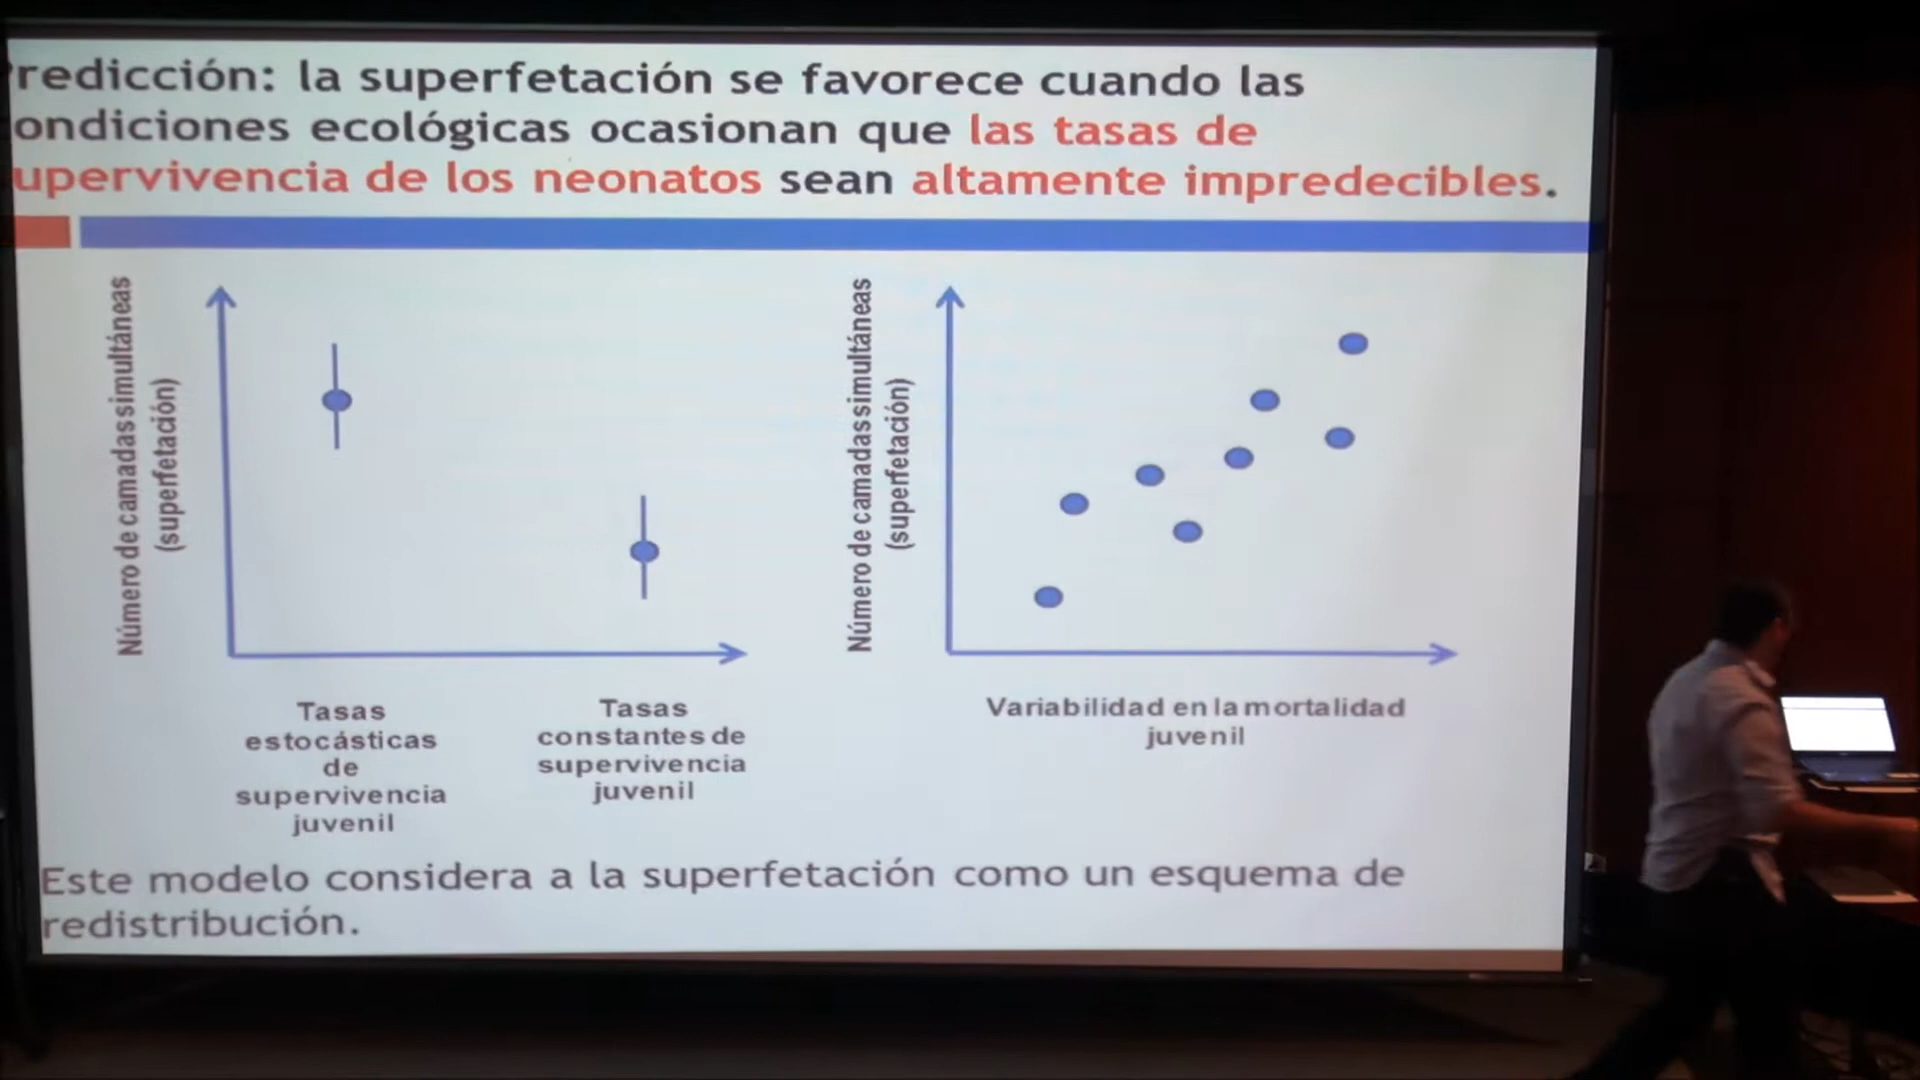 redicción: la superfetación se favorece cuando las
ondiciones ecológicas ocasionan que las tasas de
upervivencia de los neonatos sean altamente impredecibles.
Número de camadas simultáneas
(superfetación)
Tasas
estocásticas
de
supervivencia
juvenil
Tasas
constantes de
supervivencia
juvenil
Número de camadas simultáneas
(superfetación)
Variabilidad en la mortalidad
juvenil
Este modelo considera a la superfetación como un esquema de
redistribución.